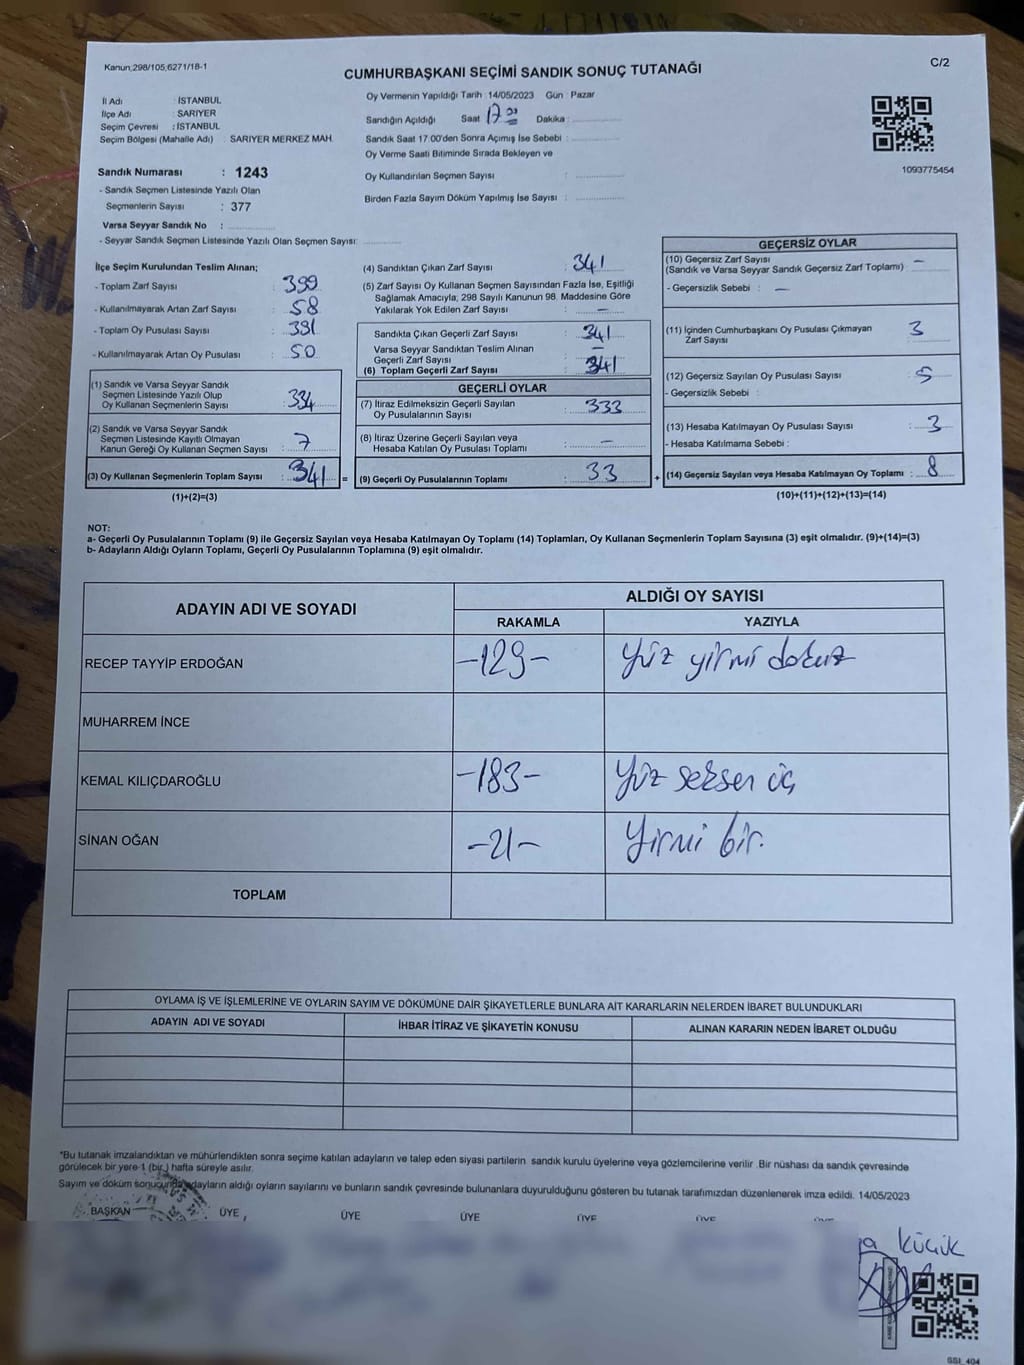 Kanun;298/105,6271/18-1
C/2
CUMHURBAŞKANI SEÇİMİ SANDIK SONUÇ TUTANAĞI
İl Adı : İSTANBUL
İlçe Adı : SARIYER
Seçim Çevresi : İSTANBUL
Seçim Bölgesi (Mahalle Adı) SARIYER MERKEZ MAH.
Sandık Numarası : 1243
- Sandık Seçmen Listesinde Yazılı Olan
Seçmenlerin Sayısı : 377
Varsa Seyyar Sandık No :
- Seyyar Sandık Seçmen Listesinde Yazılı Olan Seçmen Sayısı:
Oy Vermenin Yapıldığı Tarih : 14/05/2023 Gün : Pazar
Sandığın Açıldığı Saat 17 00 Dakika :
Sandık Saat 17:00'den Sonra Açımış İse Sebebi :
Oy Verme Saati Bitiminde Sırada Bekleyen ve
Oy Kullandırılan Seçmen Sayısı :
Birden Fazla Sayım Döküm Yapılmış İse Sayısı :
1093775454
İlçe Seçim Kurulundan Teslim Alınan;
- Toplam Zarf Sayısı : 399
- Kullanılmayarak Artan Zarf Sayısı : 58
- Toplam Oy Pusulası Sayısı : 391
- Kullanılmayarak Artan Oy Pusulası : 50
(1) Sandık ve Varsa Seyyar Sandık
Seçmen Listesinde Yazılı Olup
Oy Kullanan Seçmenlerin Sayısı : 334
(2) Sandık ve Varsa Seyyar Sandık
Seçmen Listesinde Kayıtlı Olmayan
Kanun Gereği Oy Kullanan Seçmen Sayısı : 7
(3) Oy Kullanan Seçmenlerin Toplam Sayısı : 341 =
(1)+(2)=(3)
(4) Sandıktan Çıkan Zarf Sayısı : 341
(5) Zarf Sayısı Oy Kullanan Seçmen Sayısından Fazla İse, Eşitliği
Sağlamak Amacıyla; 298 Sayılı Kanunun 98. Maddesine Göre
Yakılarak Yok Edilen Zarf Sayısı : –
Sandıkta Çıkan Geçerli Zarf Sayısı : 341
Varsa Seyyar Sandıktan Teslim Alınan
Geçerli Zarf Sayısı : –
(6) Toplam Geçerli Zarf Sayısı : 341
GEÇERLİ OYLAR
(7) İtiraz Edilmeksizin Geçerli Sayılan
Oy Pusulalarının Sayısı : 333
(8) İtiraz Üzerine Geçerli Sayılan veya
Hesaba Katılan Oy Pusulası Toplamı : –
(9) Geçerli Oy Pusulalarının Toplamı : 33 +
GEÇERSİZ OYLAR
(10) Geçersiz Zarf Sayısı
(Sandık ve Varsa Seyyar Sandık Geçersiz Zarf Toplamı) : –
- Geçersizlik Sebebi : –
(11) İçinden Cumhurbaşkanı Oy Pusulası Çıkmayan
Zarf Sayısı : 3
(12) Geçersiz Sayılan Oy Pusulası Sayısı : 5
- Geçersizlik Sebebi :
(13) Hesaba Katılmayan Oy Pusulası Sayısı : 3
- Hesaba Katılmama Sebebi :
(14) Geçersiz Sayılan veya Hesaba Katılmayan Oy Toplamı : 8
(10)+(11)+(12)+(13)=(14)
NOT:
a- Geçerli Oy Pusulalarının Toplamı (9) ile Geçersiz Sayılan veya Hesaba Katılmayan Oy Toplamı (14) Toplamları, Oy Kullanan Seçmenlerin Toplam Sayısına (3) eşit olmalıdır. (9)+(14)=(3)
b- Adayların Aldığı Oyların Toplamı, Geçerli Oy Pusulalarının Toplamına (9) eşit olmalıdır.
ADAYIN ADI VE SOYADI ALDIĞI OY SAYISI
RAKAMLA YAZIYLA
RECEP TAYYİP ERDOĞAN –129– Yüz yirmi dokuz
MUHARREM İNCE
KEMAL KILIÇDAROĞLU –183– Yüz seksen üç
SİNAN OĞAN –21– Yirmi bir.
TOPLAM
OYLAMA İŞ VE İŞLEMLERİNE VE OYLARIN SAYIM VE DÖKÜMÜNE DAİR ŞİKAYETLERLE BUNLARA AİT KARARLARIN NELERDEN İBARET BULUNDUKLARI
ADAYIN ADI VE SOYADI İHBAR İTİRAZ VE ŞİKAYETİN KONUSU ALINAN KARARIN NEDEN İBARET OLDUĞU
*Bu tutanak imzalandıktan ve mühürlendikten sonra seçime katılan adayların ve talep eden siyasi partilerin sandık kurulu üyelerine veya gözlemcilerine verilir .Bir nüshası da sandık çevresinde
görülecek bir yere 1 (bir ) hafta süreyle asılır.
Sayım ve döküm sonucunda adayların aldığı oyların sayılarını ve bunların sandık çevresinde bulunanlara duyurulduğunu gösteren bu tutanak tarafımızdan düzenlenerek imza edildi. 14/05/2023
BAŞKAN ÜYE ÜYE ÜYE ÜYE ÜYE ÜYE
Küçük